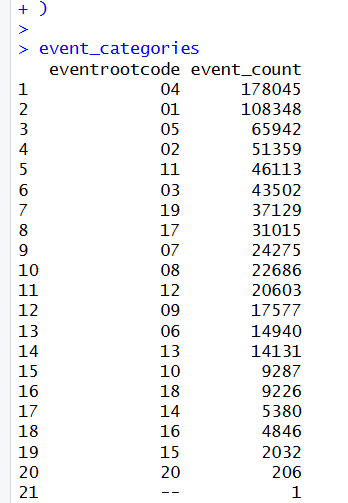 + )
>
> event_categories
eventrootcode event_count
1 04 178045
2 01 108348
3 05 65942
4 02 51359
5 11 46113
6 03 43502
7 19 37129
8 17 31015
9 07 24275
10 08 22686
11 12 20603
12 09 17577
13 06 14940
14 13 14131
15 10 9287
16 18 9226
17 14 5380
18 16 4846
19 15 2032
20 20 206
21 -- 1